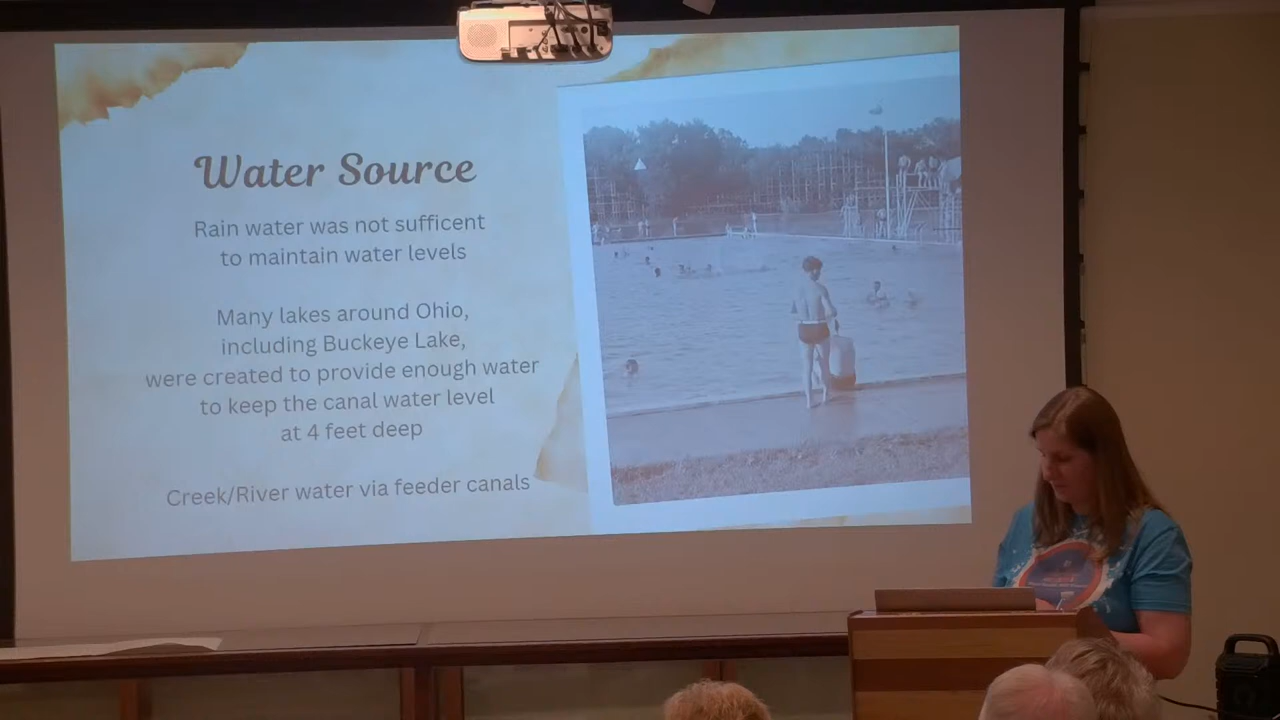 Water Source
Rain water was not sufficent
to maintain water levels
Many lakes around Ohio,
including Buckeye Lake,
were created to provide enough water
to keep the canal water level
at 4 feet deep
Creek/River water via feeder canals